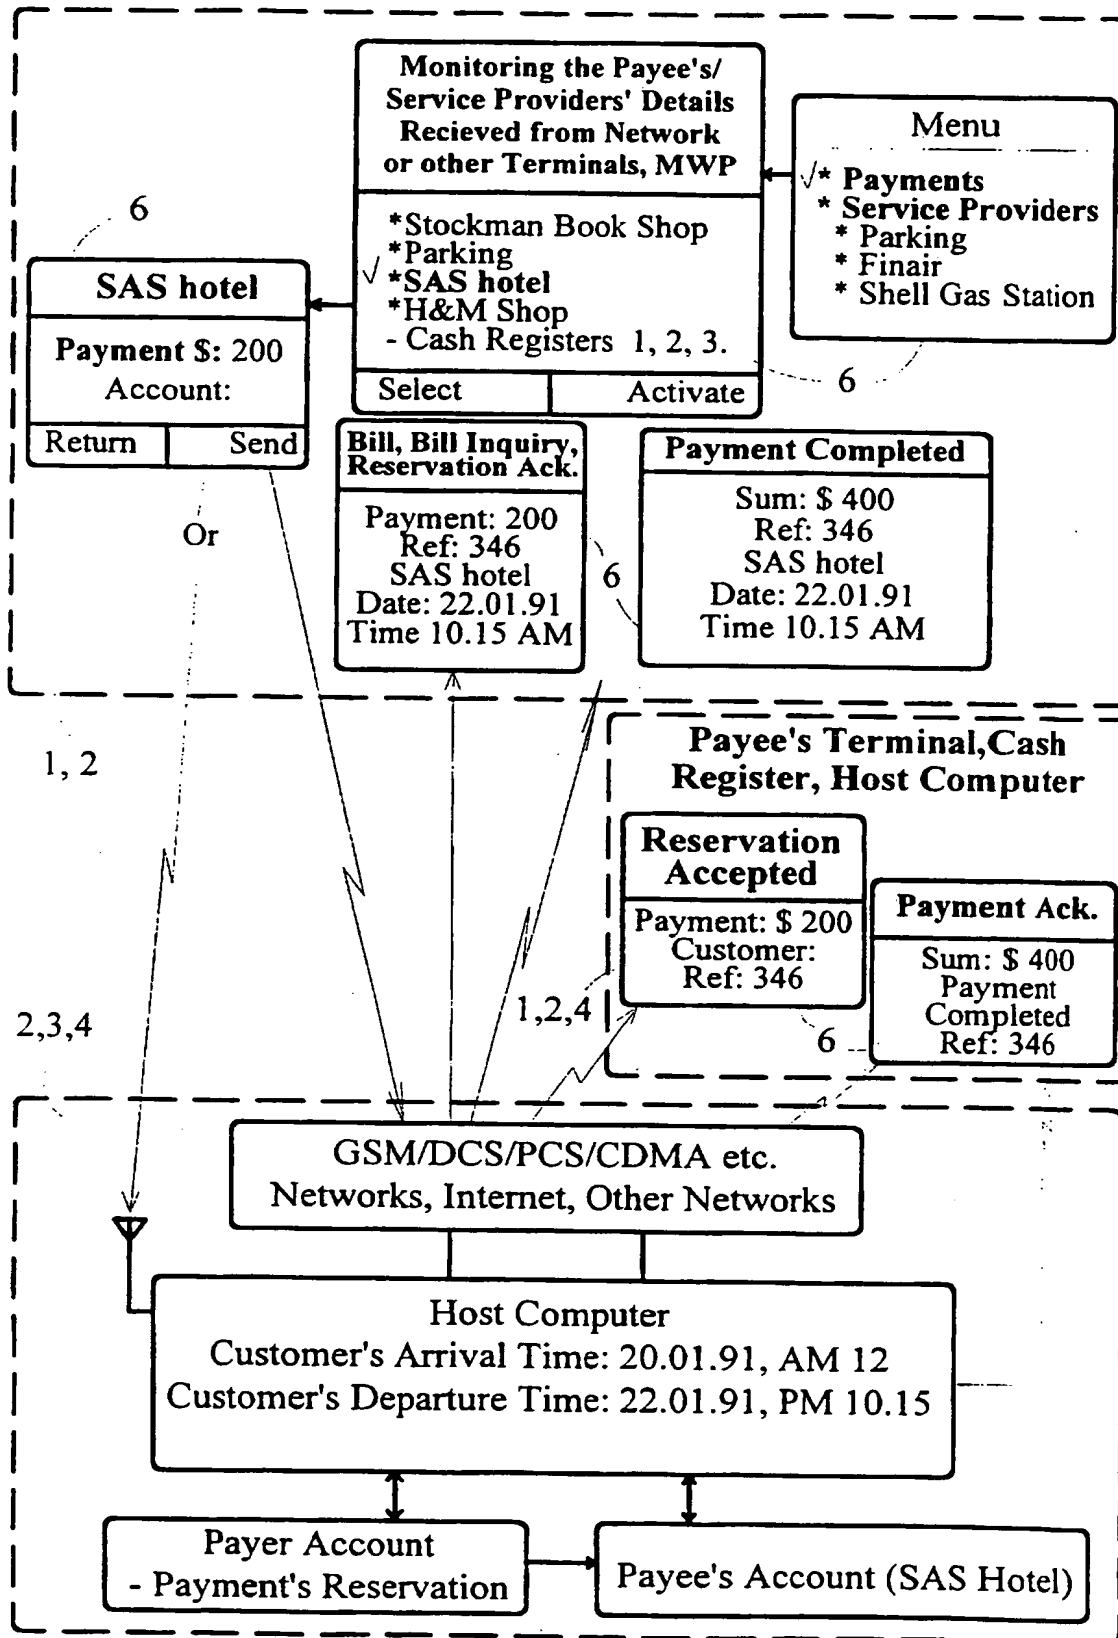 Monitoring the Payee's/
Service Providers' Details
Recieved from Network
or other Terminals, MWP
*Stockman Book Shop
*Parking
*SAS hotel
*H&M Shop
- Cash Registers 1, 2, 3.
Select Activate
Menu
* Payments
* Service Providers
* Parking
* Finair
* Shell Gas Station
6
6
SAS hotel
Payment $: 200
Account:
Return Send
Or
Bill, Bill Inquiry,
Reservation Ack.
Payment: 200
Ref: 346
SAS hotel
Date: 22.01.91
Time 10.15 AM
6
Payment Completed
Sum: $ 400
Ref: 346
SAS hotel
Date: 22.01.91
Time 10.15 AM
1, 2
Payee's Terminal,Cash
Register, Host Computer
Reservation
Accepted
Payment: $ 200
Customer:
Ref: 346
Payment Ack.
Sum: $ 400
Payment
Completed
Ref: 346
1,2,4
6
2,3,4
GSM/DCS/PCS/CDMA etc.
Networks, Internet, Other Networks
Host Computer
Customer's Arrival Time: 20.01.91, AM 12
Customer's Departure Time: 22.01.91, PM 10.15
Payer Account
- Payment's Reservation
Payee's Account (SAS Hotel)